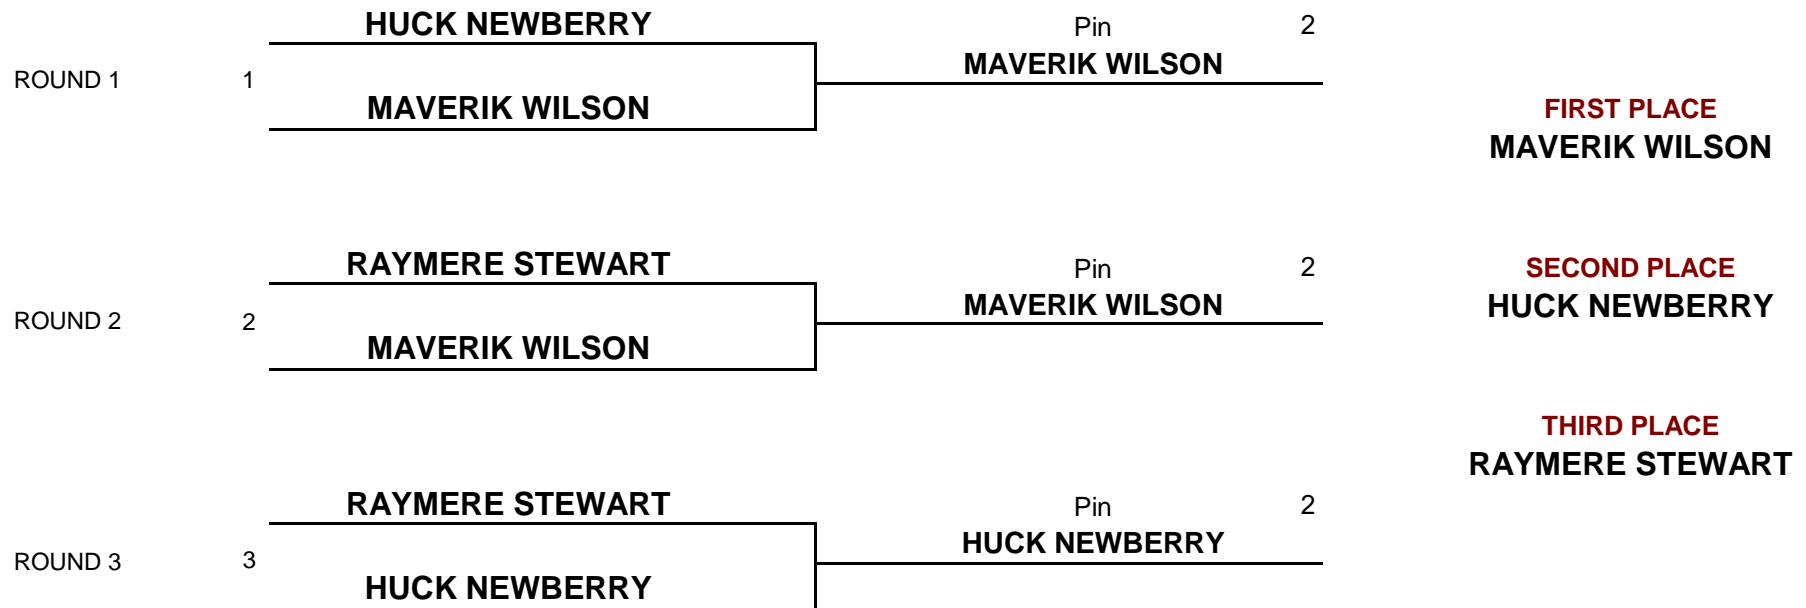 HUCK NEWBERRY
Pin 2
ROUND 1 1
MAVERIK WILSON
MAVERIK WILSON
FIRST PLACE
MAVERIK WILSON
RAYMERE STEWART
Pin 2
SECOND PLACE
ROUND 2 2
MAVERIK WILSON
HUCK NEWBERRY
MAVERIK WILSON
THIRD PLACE
RAYMERE STEWART
RAYMERE STEWART
Pin 2
ROUND 3 3
HUCK NEWBERRY
HUCK NEWBERRY